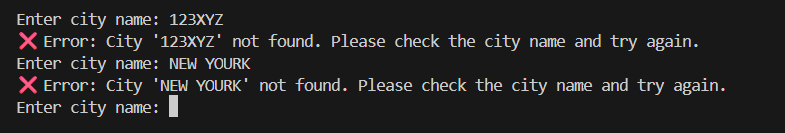 Enter city name: 123XYZ
❌ Error: City '123XYZ' not found. Please check the city name and try again.
Enter city name: NEW YOURK
❌ Error: City 'NEW YOURK' not found. Please check the city name and try again.
Enter city name: